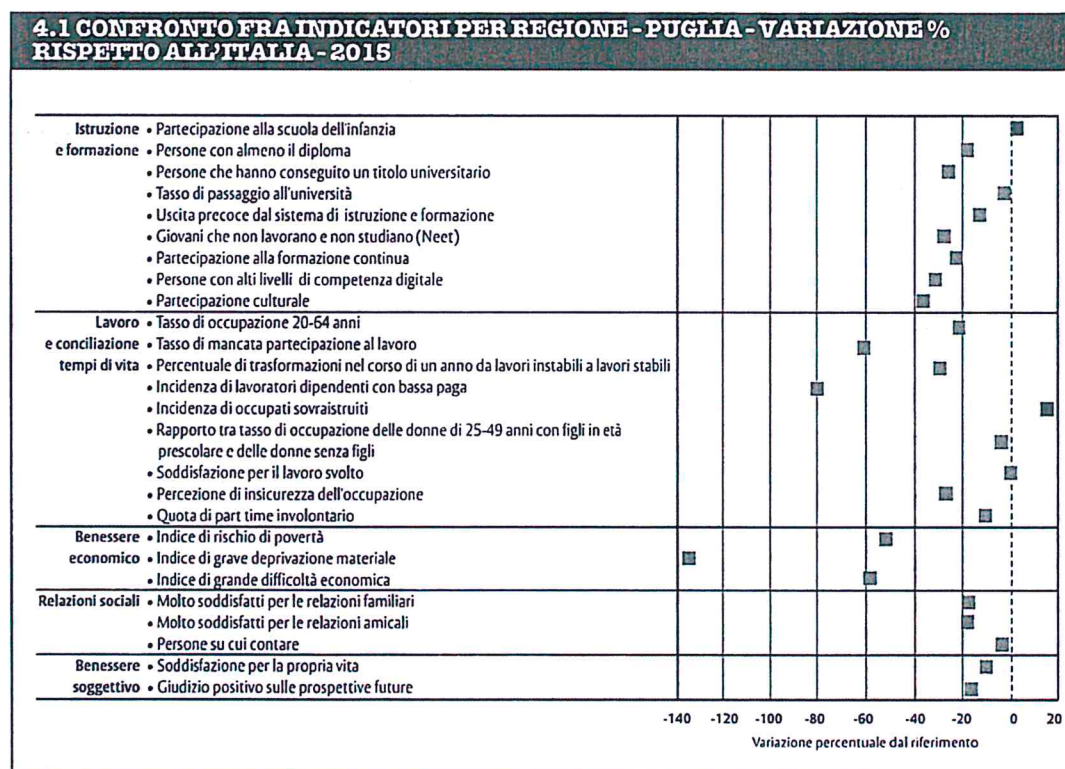 4.1 CONFRONTO FRA INDICATORI PER REGIONE - PUGLIA - VARIAZIONE %
RISPETTO ALL'ITALIA - 2015
Istruzione • Partecipazione alla scuola dell'infanzia
e formazione • Persone con almeno il diploma
• Persone che hanno conseguito un titolo universitario
• Tasso di passaggio all'università
• Uscita precoce dal sistema di istruzione e formazione
• Giovani che non lavorano e non studiano (Neet)
• Partecipazione alla formazione continua
• Persone con alti livelli di competenza digitale
• Partecipazione culturale
Lavoro • Tasso di occupazione 20-64 anni
e conciliazione • Tasso di mancata partecipazione al lavoro
tempi di vita • Percentuale di trasformazioni nel corso di un anno da lavori instabili a lavori stabili
• Incidenza di lavoratori dipendenti con bassa paga
• Incidenza di occupati sovraistruiti
• Rapporto tra tasso di occupazione delle donne di 25-49 anni con figli in età
prescolare e delle donne senza figli
• Soddisfazione per il lavoro svolto
• Percezione di insicurezza dell'occupazione
• Quota di part time involontario
Benessere • Indice di rischio di povertà
economico • Indice di grave deprivazione materiale
• Indice di grande difficoltà economica
Relazioni sociali • Molto soddisfatti per le relazioni familiari
• Molto soddisfatti per le relazioni amicali
• Persone su cui contare
Benessere • Soddisfazione per la propria vita
soggettivo • Giudizio positivo sulle prospettive future
-140 -120 -100 -80 -60 -40 -20 0 20
Variazione percentuale dal riferimento